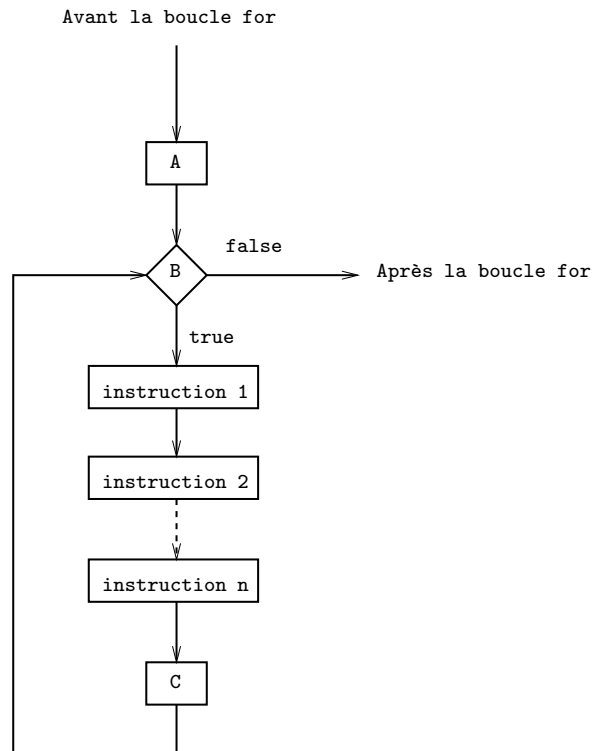 Avant la boucle for
A
false
B
Après la boucle for
true
instruction 1
instruction 2
instruction n
C